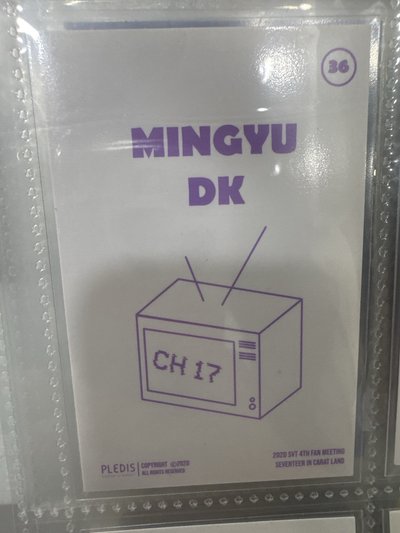 36
MINGYU
DK
CH 17
PLEDIS
COPYRIGHT ©2020
ALL RIGHTS RESERVED
2020 SVT 4TH FAN MEETING
SEVENTEEN IN CARAT LAND